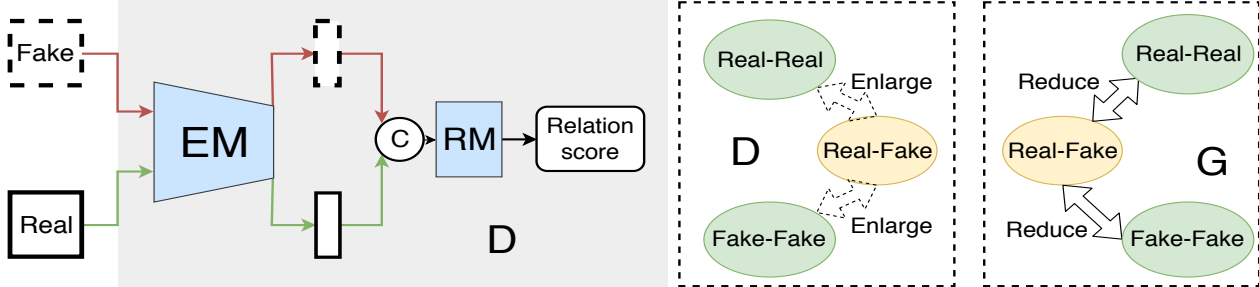 Fake
Real
EM
C
RM
Relation
score
D
Real-Real
Enlarge
D
Real-Fake
Enlarge
Fake-Fake
Real-Real
Reduce
Real-Fake
G
Reduce
Fake-Fake